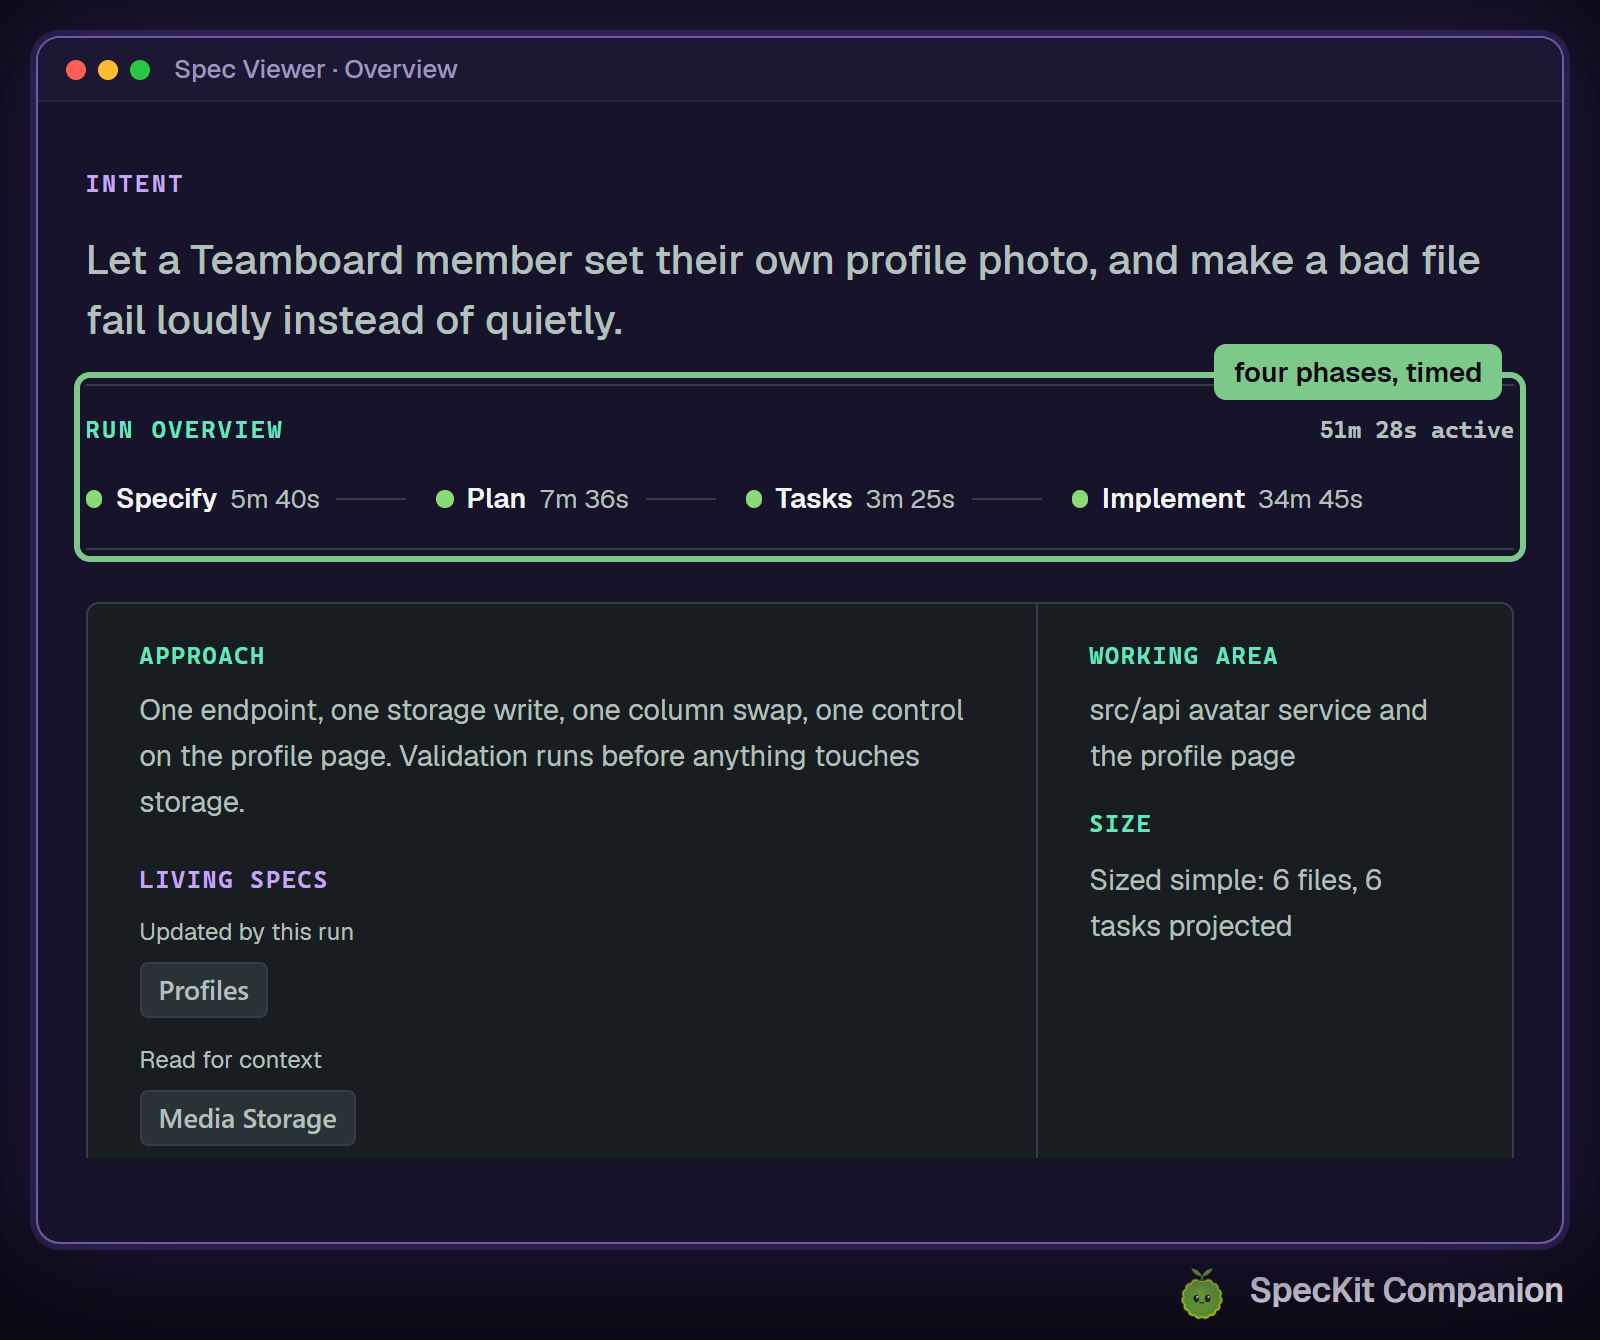 Spec Viewer · Overview
INTENT
Let a Teamboard member set their own profile photo, and make a bad file
fail loudly instead of quietly.
four phases, timed
RUN OVERVIEW
51m 28s active
Specify 5m 40s
Plan 7m 36s
Tasks 3m 25s
Implement 34m 45s
APPROACH
One endpoint, one storage write, one column swap, one control
on the profile page. Validation runs before anything touches
storage.
LIVING SPECS
Updated by this run
Profiles
Read for context
Media Storage
WORKING AREA
src/api avatar service and
the profile page
SIZE
Sized simple: 6 files, 6
tasks projected
SpecKit Companion